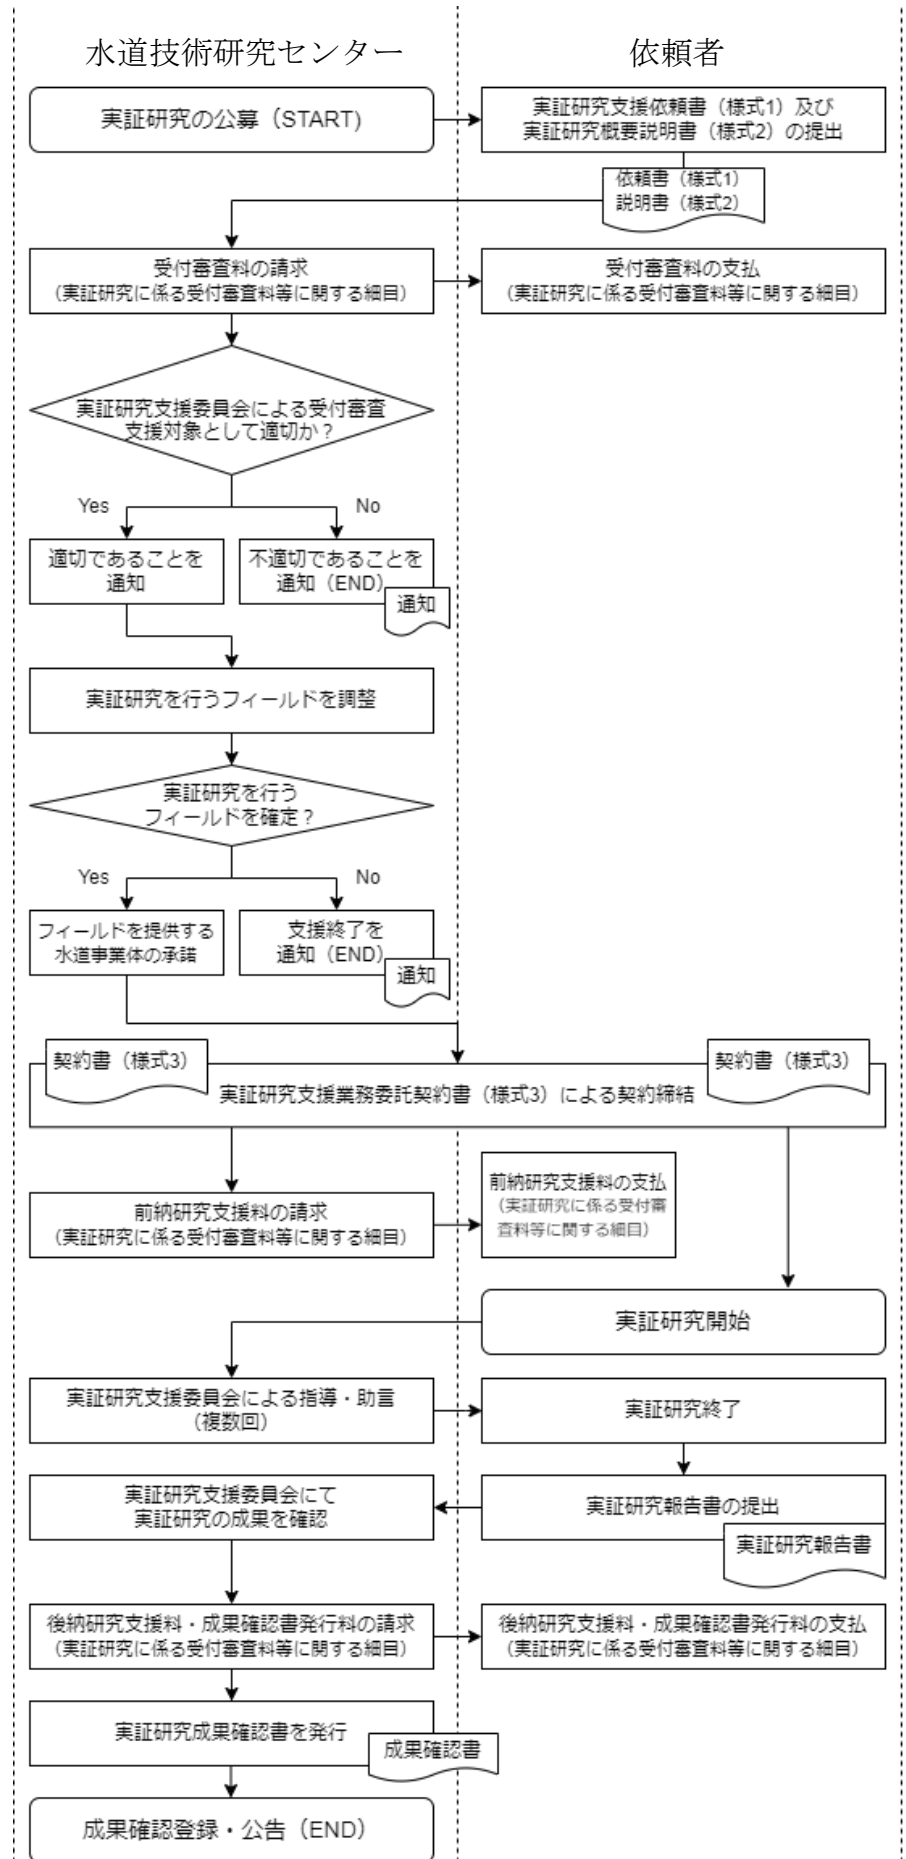 水道技術研究センター
依頼者
実証研究の公募（START)
実証研究支援依頼書（様式1）及び
実証研究概要説明書（様式2）の提出
依頼書（様式1）
説明書（様式2）
受付審査料の請求
（実証研究に係る受付審査料等に関する細目）
受付審査料の支払
（実証研究に係る受付審査料等に関する細目）
実証研究支援委員会による受付審査
支援対象として適切か？
Yes
No
適切であることを
通知
不適切であることを
通知（END）
通知
実証研究を行うフィールドを調整
実証研究を行う
フィールドを確定？
Yes
No
フィールドを提供する
水道事業体の承諾
支援終了を
通知（END）
通知
契約書（様式3）
契約書（様式3）
実証研究支援業務委託契約書（様式3）による契約締結
前納研究支援料の請求
（実証研究に係る受付審査料等に関する細目）
前納研究支援料の支払
（実証研究に係る受付審
査料等に関する細目）
実証研究開始
実証研究支援委員会による指導・助言
（複数回）
実証研究終了
実証研究支援委員会にて
実証研究の成果を確認
実証研究報告書の提出
実証研究報告書
後納研究支援料・成果確認書発行料の請求
（実証研究に係る受付審査料等に関する細目）
後納研究支援料・成果確認書発行料の支払
（実証研究に係る受付審査料等に関する細目）
実証研究成果確認書を発行
成果確認書
成果確認登録・公告（END）